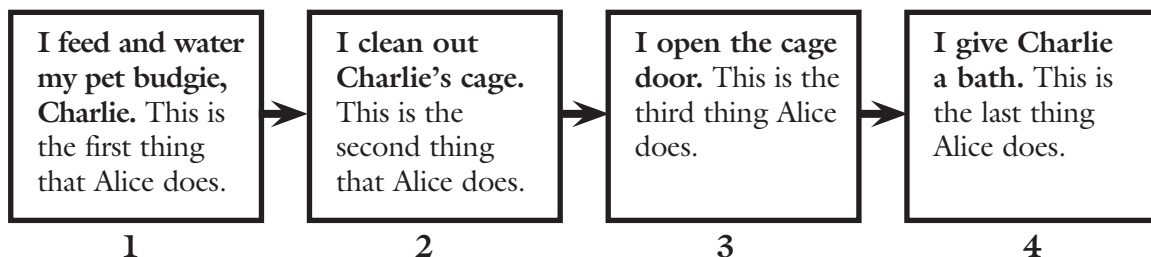 I feed and water
my pet budgie,
Charlie. This is
the first thing
that Alice does.
1
I clean out
Charlie’s cage.
This is the
second thing
that Alice does.
2
I open the cage
door. This is the
third thing Alice
does.
3
I give Charlie
a bath. This is
the last thing
Alice does.
4